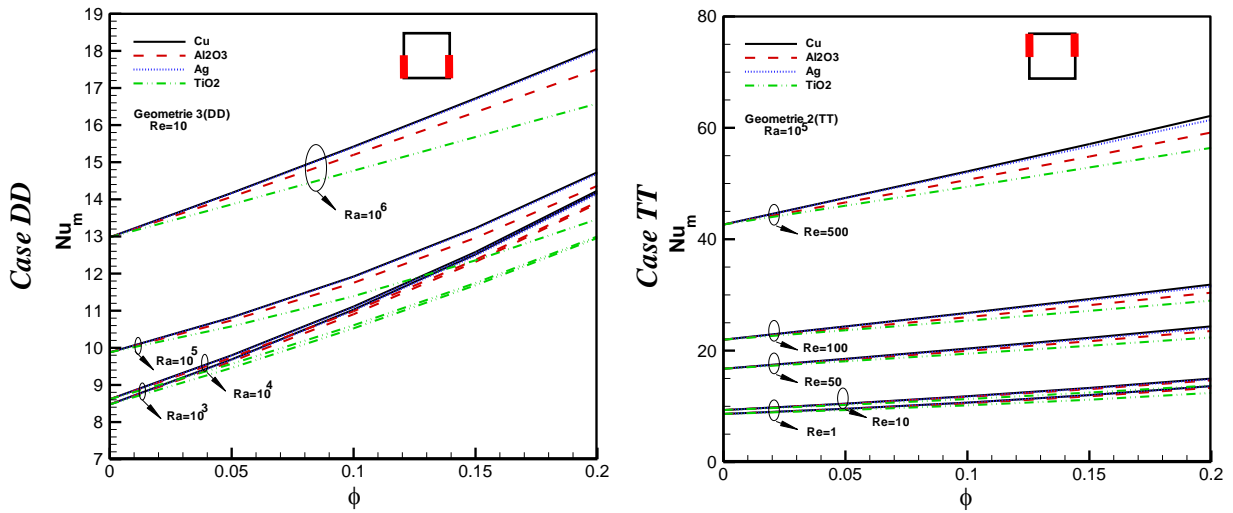 Case DD
Nu_m
19
18
17
16
15
14
13
12
11
10
9
8
7
Cu
Al2O3
Ag
TiO2
Geometrie 3(DD)
Re=10
Ra=10^6
Ra=10^5
Ra=10^4
Ra=10^3
0
0.05
0.1
0.15
0.2
ϕ
Case TT
Nu_m
80
60
40
20
0
Cu
Al2O3
Ag
TiO2
Geometrie 2(TT)
Ra=10^5
Re=500
Re=100
Re=50
Re=10
Re=1
0
0.05
0.1
0.15
0.2
ϕ